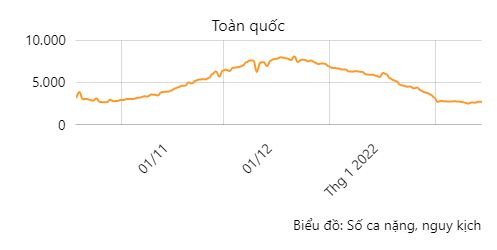 Toàn quốc
10.000
5.000
0
01/11
01/12
Thg 1 2022
Biểu đồ: Số ca nặng, nguy kịch